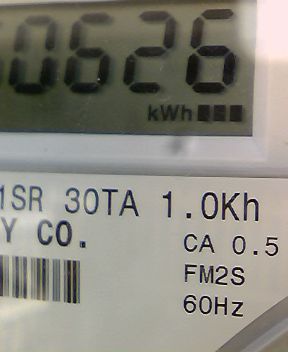 0626
kWh
1SR 30TA 1.0Kh
Y CO.
CA 0.5
FM2S
60Hz